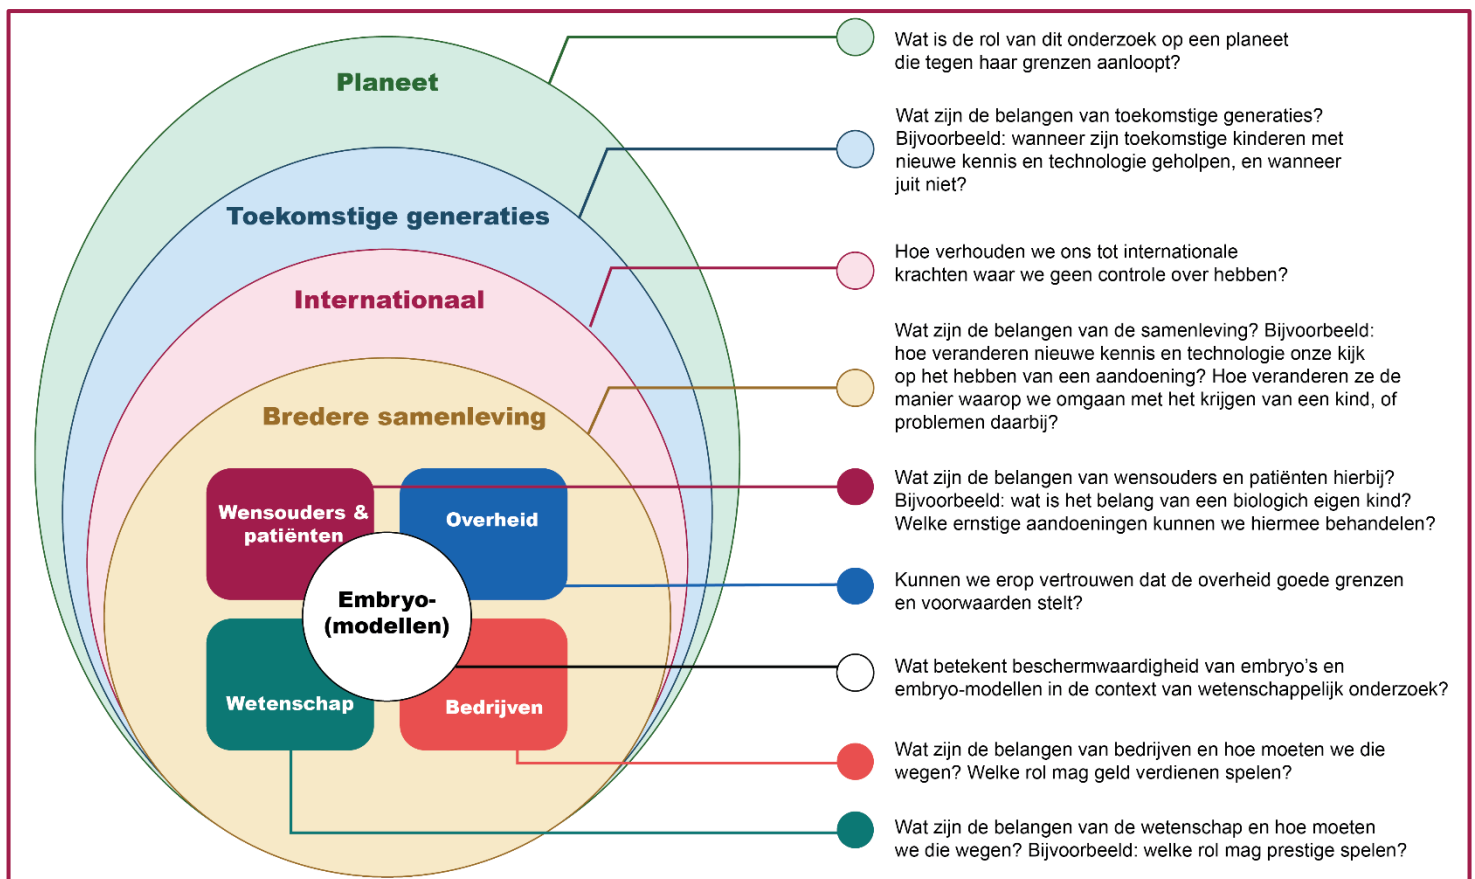 Planeet
Toekomstige generaties
Internationaal
Bredere samenleving
Wensouders &
patiënten
Overheid
Embryo-
(modellen)
Wetenschap
Bedrijven
Wat is de rol van dit onderzoek op een planeet
die tegen haar grenzen aanloopt?
Wat zijn de belangen van toekomstige generaties?
Bijvoorbeeld: wanneer zijn toekomstige kinderen met
nieuwe kennis en technologie geholpen, en wanneer
juit niet?
Hoe verhouden we ons tot internationale
krachten waar we geen controle over hebben?
Wat zijn de belangen van de samenleving? Bijvoorbeeld:
hoe veranderen nieuwe kennis en technologie onze kijk
op het hebben van een aandoening? Hoe veranderen ze de
manier waarop we omgaan met het krijgen van een kind, of
problemen daarbij?
Wat zijn de belangen van wensouders en patiënten hierbij?
Bijvoorbeeld: wat is het belang van een biologich eigen kind?
Welke ernstige aandoeningen kunnen we hiermee behandelen?
Kunnen we erop vertrouwen dat de overheid goede grenzen
en voorwaarden stelt?
Wat betekent beschermwaardigheid van embryo's en
embryo-modellen in de context van wetenschappelijk onderzoek?
Wat zijn de belangen van bedrijven en hoe moeten we die
wegen? Welke rol mag geld verdienen spelen?
Wat zijn de belangen van de wetenschap en hoe moeten
we die wegen? Bijvoorbeeld: welke rol mag prestige spelen?